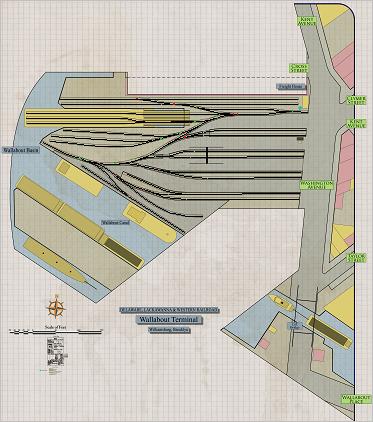 KENT
AVENUE
CROSS
STREET
Freight House
CLYMER
STREET
KENT
AVENUE
Wallabout Basin
WASHINGTON
AVENUE
Wallabout Canal
TAYLOR
STREET
DELAWARE, LACKAWANNA & WESTERN RAILROAD
Wallabout Terminal
Williamsburg, Brooklyn
Scale of Feet
WALLABOUT
PLACE